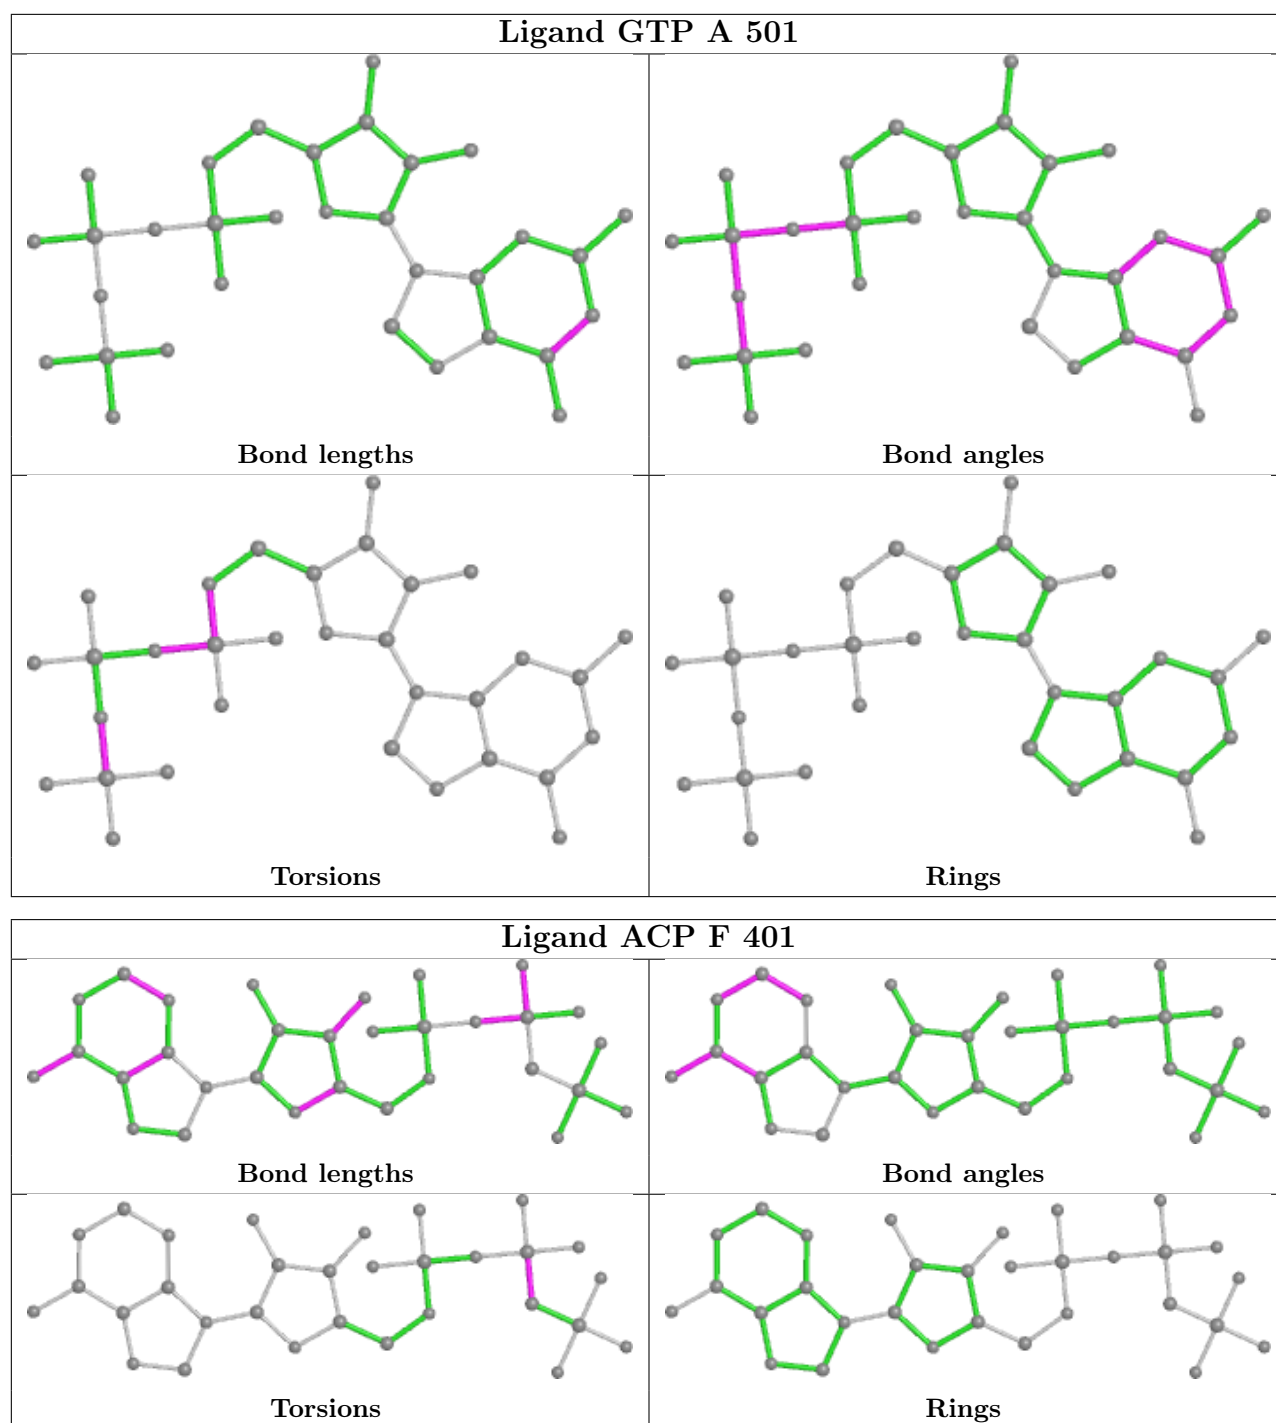 Ligand GTP A 501
Bond lengths
Bond angles
Torsions
Rings
Ligand ACP F 401
Bond lengths
Bond angles
Torsions
Rings